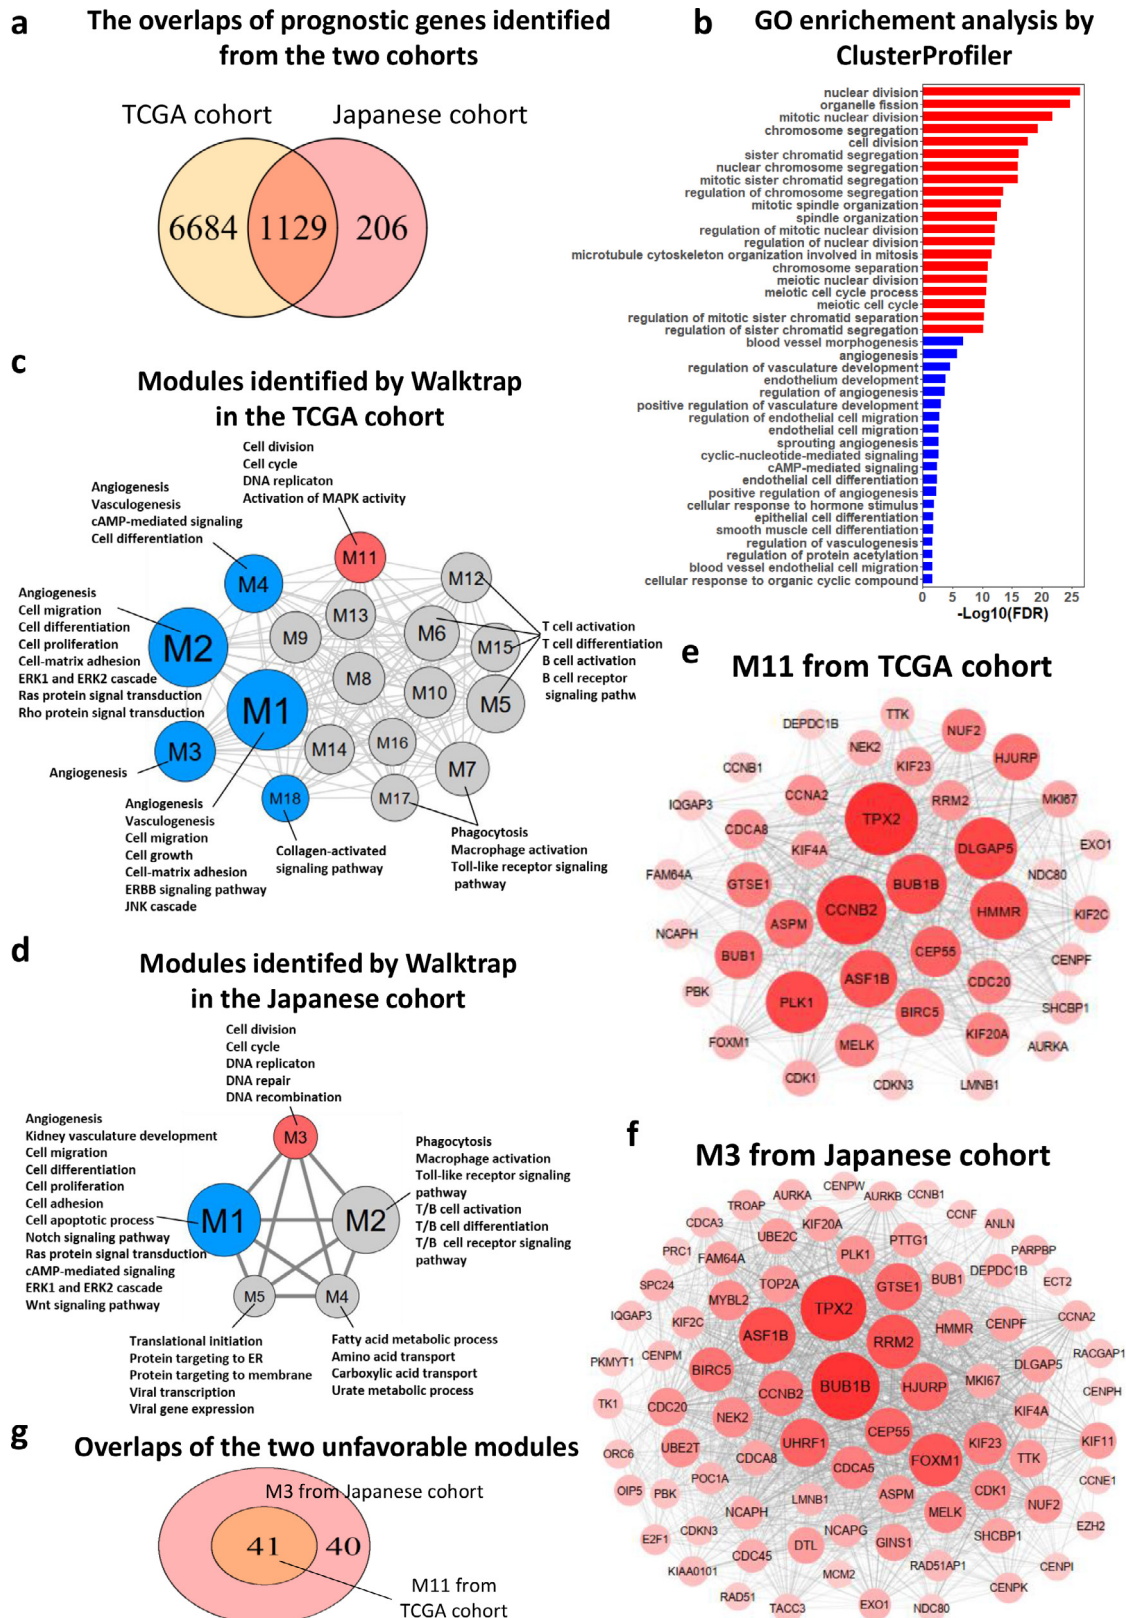 a
The overlaps of prognostic genes identified
from the two cohorts
TCGA cohort
Japanese cohort
6684
1129
206
b
GO enrichement analysis by
ClusterProfiler
nuclear division
organelle fission
mitotic nuclear division
chromosome segregation
cell division
sister chromatid segregation
nuclear chromosome segregation
mitotic sister chromatid segregation
regulation of chromosome segregation
mitotic spindle organization
spindle organization
regulation of mitotic nuclear division
regulation of nuclear division
microtubule cytoskeleton organization involved in mitosis
chromosome separation
meiotic nuclear division
meiotic cell cycle process
meiotic cell cycle
regulation of mitotic sister chromatid separation
regulation of sister chromatid segregation
blood vessel morphogenesis
angiogenesis
regulation of vasculature development
endothelium development
regulation of angiogenesis
positive regulation of vasculature development
regulation of endothelial cell migration
endothelial cell migration
sprouting angiogenesis
cyclic-nucleotide-mediated signaling
cAMP-mediated signaling
endothelial cell differentiation
positive regulation of angiogenesis
cellular response to hormone stimulus
epithelial cell differentiation
smooth muscle cell differentiation
regulation of vasculogenesis
regulation of protein acetylation
blood vessel endothelial cell migration
cellular response to organic cyclic compound
0 5 10 15 20 25
-Log10(FDR)
c
Modules identified by Walktrap
in the TCGA cohort
Cell division
Cell cycle
DNA replicaton
Activation of MAPK activity
Angiogenesis
Vasculogenesis
cAMP-mediated signaling
Cell differentiation
Angiogenesis
Cell migration
Cell differentiation
Cell proliferation
Cell-matrix adhesion
ERK1 and ERK2 cascade
Ras protein signal transduction
Rho protein signal transduction
Angiogenesis
Angiogenesis
Vasculogenesis
Cell migration
Cell growth
Cell-matrix adhesion
ERBB signaling pathway
JNK cascade
Collagen-activated
signaling pathway
Phagocytosis
Macrophage activation
Toll-like receptor signaling
pathway
T cell activation
T cell differentiation
B cell activation
B cell receptor
signaling pathw
M11
M4
M12
M13
M2
M9
M6
M15
M8
M10
M5
M1
M3
M14
M16
M7
M18
M17
d
Modules identifed by Walktrap
in the Japanese cohort
Cell division
Cell cycle
DNA replicaton
DNA repair
DNA recombination
Angiogenesis
Kidney vasculature development
Cell migration
Cell differentiation
Cell proliferation
Cell adhesion
Cell apoptotic process
Notch signaling pathway
Ras protein signal transduction
cAMP-mediated signaling
ERK1 and ERK2 cascade
Wnt signaling pathway
Phagocytosis
Macrophage activation
Toll-like receptor signaling
pathway
T/B cell activation
T/B cell differentiation
T/B cell receptor signaling
pathway
M3
M1
M2
M5
M4
Translational initiation
Protein targeting to ER
Protein targeting to membrane
Viral transcription
Viral gene expression
Fatty acid metabolic process
Amino acid transport
Carboxylic acid transport
Urate metabolic process
e
M11 from TCGA cohort
TTK
DEPDC1B
NUF2
NEK2
HJURP
CCNB1
KIF23
CCNA2
RRM2
MKI67
IQGAP3
TPX2
CDCA8
EXO1
KIF4A
DLGAP5
FAM64A
NDC80
GTSE1
BUB1B
CCNB2
HMMR
KIF2C
ASPM
NCAPH
CEP55
BUB1
CENPF
ASF1B
CDC20
PBK
PLK1
SHCBP1
BIRC5
KIF20A
FOXM1
MELK
AURKA
CDK1
CDKN3
LMNB1
f
M3 from Japanese cohort
CENPW
AURKA
AURKB
CCNB1
TROAP
CCNF
CDCA3
KIF20A
ANLN
UBE2C
PTTG1
PRC1
PLK1
PARPBP
FAM64A
DEPDC1B
SPC24
TOP2A
GTSE1
BUB1
ECT2
MYBL2
TPX2
IQGAP3
KIF2C
HMMR
CENPF
CCNA2
ASF1B
RRM2
PKMYT1
CENPM
DLGAP5
RACGAP1
BIRC5
MKI67
BUB1B
HJURP
CCNB2
CENPH
TK1
CDC20
NEK2
KIF4A
CEP55
UHRF1
KIF23
KIF11
ORC6
UBE2T
CDCA8
FOXM1
TTK
POC1A
CDCA5
CCNE1
OIP5
PBK
LMNB1
ASPM
CDK1
NUF2
NCAPH
MELK
EZH2
E2F1
CDKN3
NCAPG
SHCBP1
DTL
GINS1
CDC45
KIAA0101
MCM2
RAD51AP1
CENPI
CENPK
RAD51
TACC3
EXO1
NDC80
g
Overlaps of the two unfavorable modules
M3 from Japanese cohort
41
40
M11 from
TCGA cohort